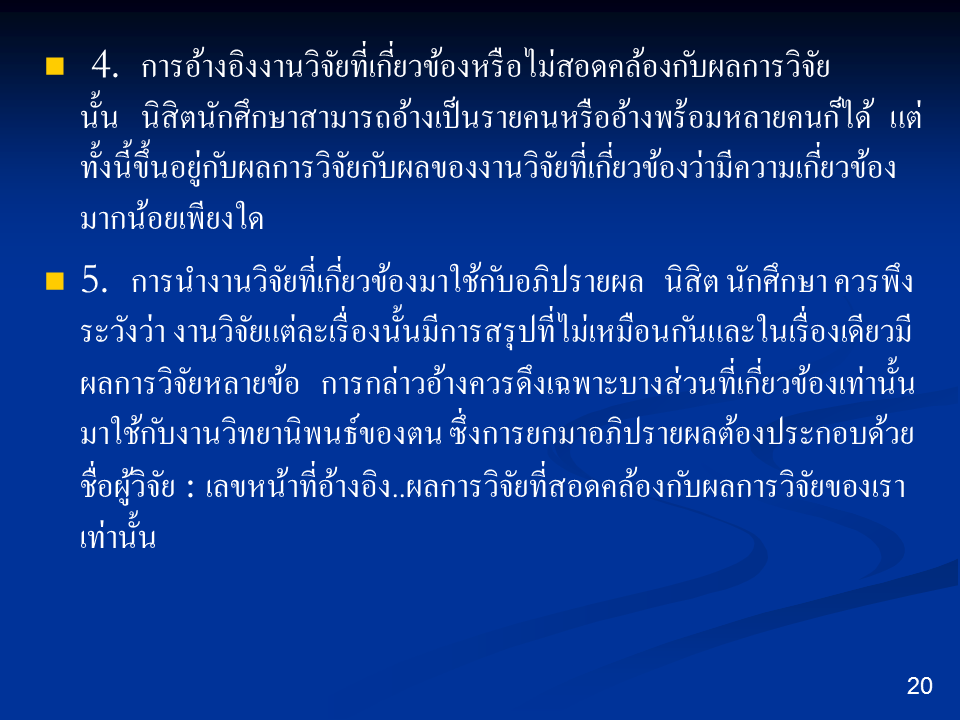 4. การอ้างอิงงานวิจัยที่เกี่ยวข้องหรือไม่สอดคล้องกับผลการวิจัย
นั้น นิสิตนักศึกษาสามารถอ้างเป็นรายคนหรืออ้างพร้อมหลายคนก็ได้ แต่
ทั้งนี้ขึ้นอยู่กับผลการวิจัยกับผลของงานวิจัยที่เกี่ยวข้องว่ามีความเกี่ยวข้อง
มากน้อยเพียงใด
5. การนำงานวิจัยที่เกี่ยวข้องมาใช้กับอภิปรายผล นิสิต นักศึกษา ควรพึง
ระวังว่า งานวิจัยแต่ละเรื่องนั้นมีการสรุปที่ไม่เหมือนกันและในเรื่องเดียวมี
ผลการวิจัยหลายข้อ การกล่าวอ้างควรดึงเฉพาะบางส่วนที่เกี่ยวข้องเท่านั้น
มาใช้กับงานวิทยานิพนธ์ของตน ซึ่งการยกมาอภิปรายผลต้องประกอบด้วย
ชื่อผู้วิจัย : เลขหน้าที่อ้างอิง..ผลการวิจัยที่สอดคล้องกับผลการวิจัยของเรา
เท่านั้น
20